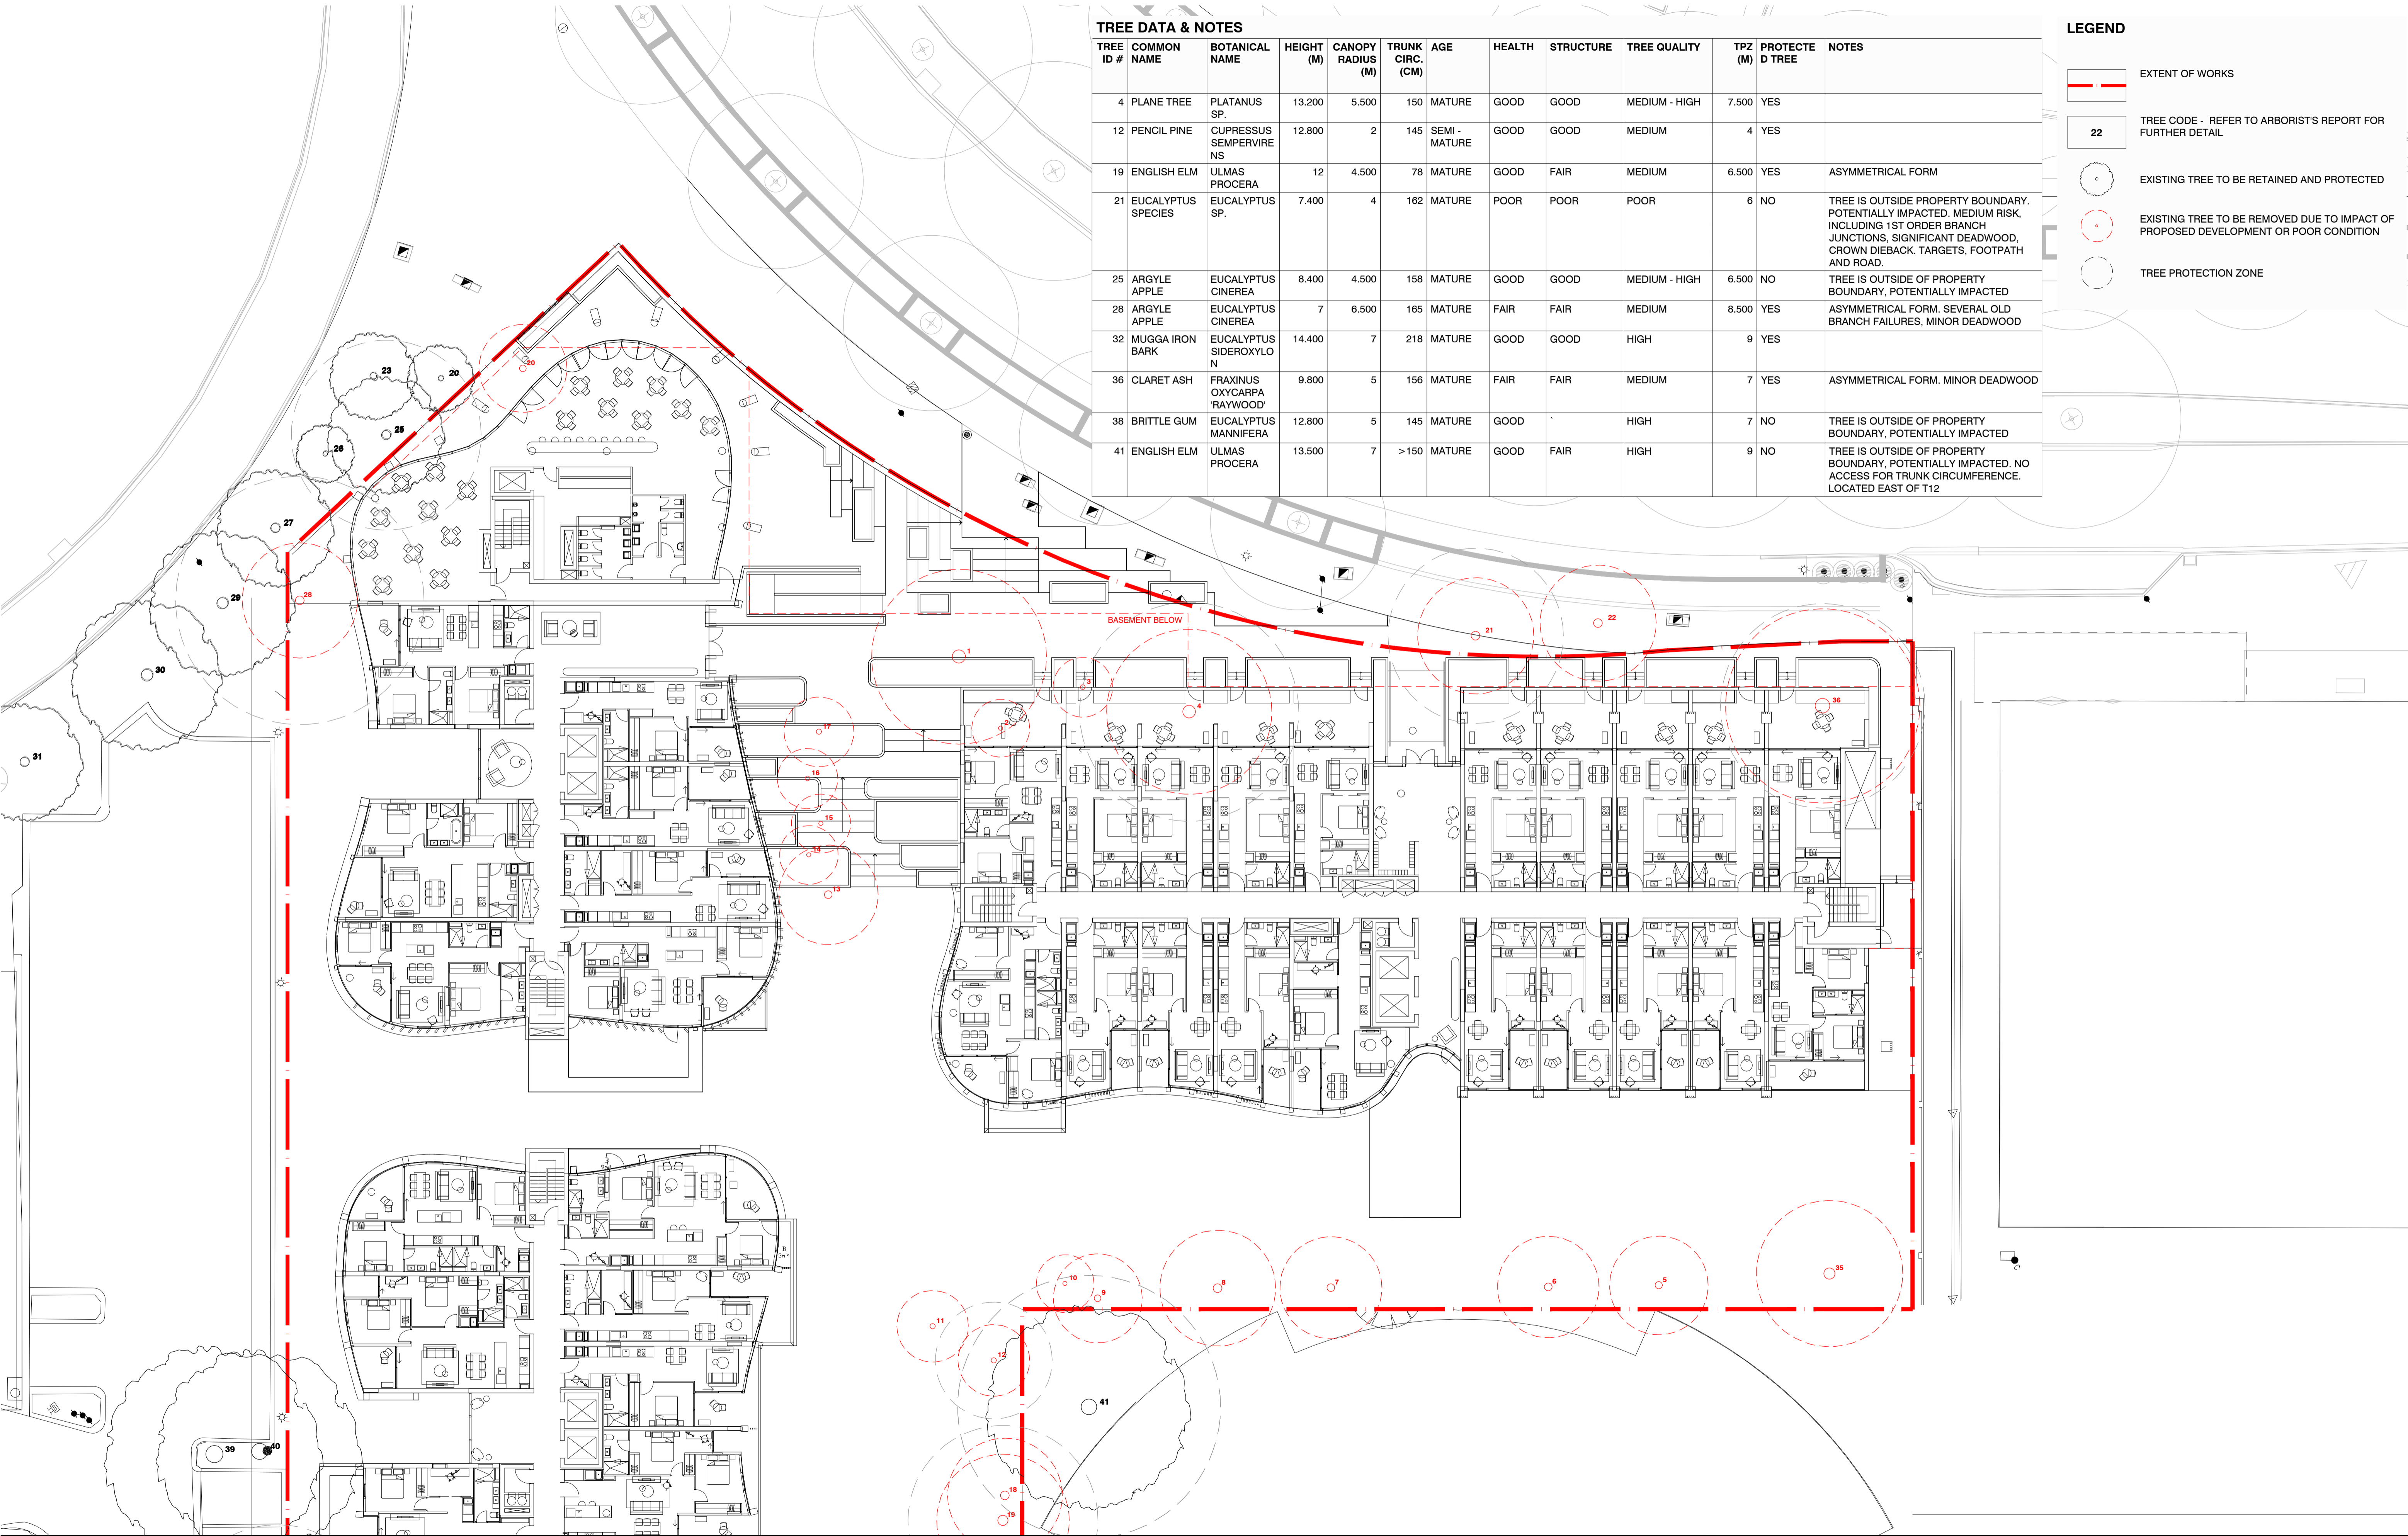 TREE DATA & NOTES
TREE ID # COMMON NAME BOTANICAL NAME HEIGHT (M) CANOPY RADIUS (M) TRUNK CIRC. (CM) AGE HEALTH STRUCTURE TREE QUALITY TPZ (M) PROTECTE D TREE NOTES
4 PLANE TREE PLATANUS SP. 13.200 5.500 150 MATURE GOOD GOOD MEDIUM - HIGH 7.500 YES
12 PENCIL PINE CUPRESSUS SEMPERVIRE NS 12.800 2 145 SEMI - MATURE GOOD GOOD MEDIUM 4 YES
19 ENGLISH ELM ULMAS PROCERA 12 4.500 78 MATURE GOOD FAIR MEDIUM 6.500 YES ASYMMETRICAL FORM
21 EUCALYPTUS SPECIES EUCALYPTUS SP. 7.400 4 162 MATURE POOR POOR POOR 6 NO TREE IS OUTSIDE PROPERTY BOUNDARY.
POTENTIALLY IMPACTED. MEDIUM RISK,
INCLUDING 1ST ORDER BRANCH
JUNCTIONS, SIGNIFICANT DEADWOOD,
CROWN DIEBACK. TARGETS, FOOTPATH
AND ROAD.
25 ARGYLE APPLE EUCALYPTUS CINEREA 8.400 4.500 158 MATURE GOOD GOOD MEDIUM - HIGH 6.500 NO TREE IS OUTSIDE OF PROPERTY
BOUNDARY, POTENTIALLY IMPACTED
28 ARGYLE APPLE EUCALYPTUS CINEREA 7 6.500 165 MATURE FAIR FAIR MEDIUM 8.500 YES ASYMMETRICAL FORM. SEVERAL OLD
BRANCH FAILURES, MINOR DEADWOOD
32 MUGGA IRON BARK EUCALYPTUS SIDEROXYLO N 14.400 7 218 MATURE GOOD GOOD HIGH 9 YES
36 CLARET ASH FRAXINUS OXYCARPA 'RAYWOOD' 9.800 5 156 MATURE FAIR FAIR MEDIUM 7 YES ASYMMETRICAL FORM. MINOR DEADWOOD
38 BRITTLE GUM EUCALYPTUS MANNIFERA 12.800 5 145 MATURE GOOD ` HIGH 7 NO TREE IS OUTSIDE OF PROPERTY
BOUNDARY, POTENTIALLY IMPACTED
41 ENGLISH ELM ULMAS PROCERA 13.500 7 >150 MATURE GOOD FAIR HIGH 9 NO TREE IS OUTSIDE OF PROPERTY
BOUNDARY, POTENTIALLY IMPACTED. NO
ACCESS FOR TRUNK CIRCUMFERENCE.
LOCATED EAST OF T12
LEGEND
EXTENT OF WORKS
22
TREE CODE - REFER TO ARBORIST'S REPORT FOR
FURTHER DETAIL
EXISTING TREE TO BE RETAINED AND PROTECTED
EXISTING TREE TO BE REMOVED DUE TO IMPACT OF
PROPOSED DEVELOPMENT OR POOR CONDITION
TREE PROTECTION ZONE
20
23
20
25
26
27
28
29
30
31
BASEMENT BELOW
1
2
3
4
21
22
36
17
16
15
14
13
10
9
8
7
6
5
35
11
12
41
39
40
18
19